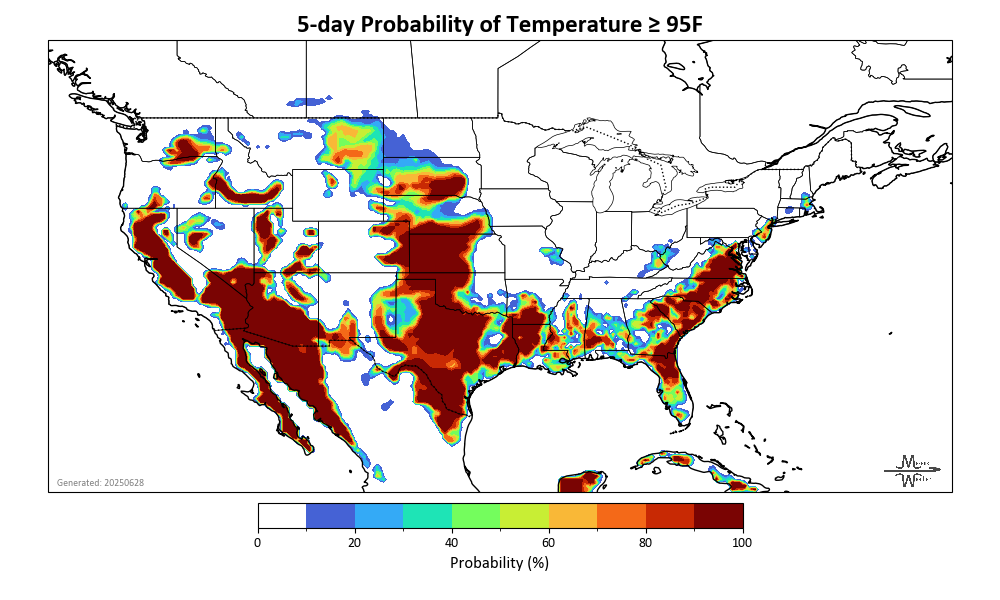 5-day Probability of Temperature ≥ 95F
Generated: 20250628
0 20 40 60 80 100
Probability (%)